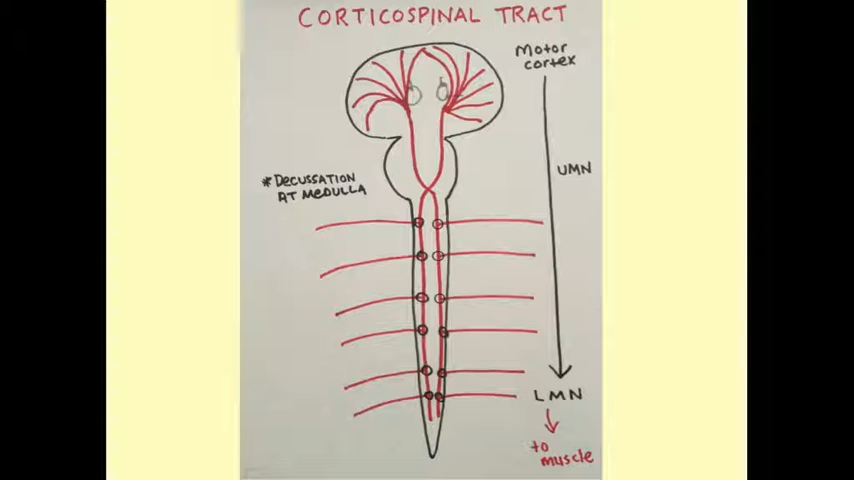 CORTICOSPINAL TRACT
Motor
cortex
UMN
*DECUSSATION
AT MEDULLA
LMN
to
muscle